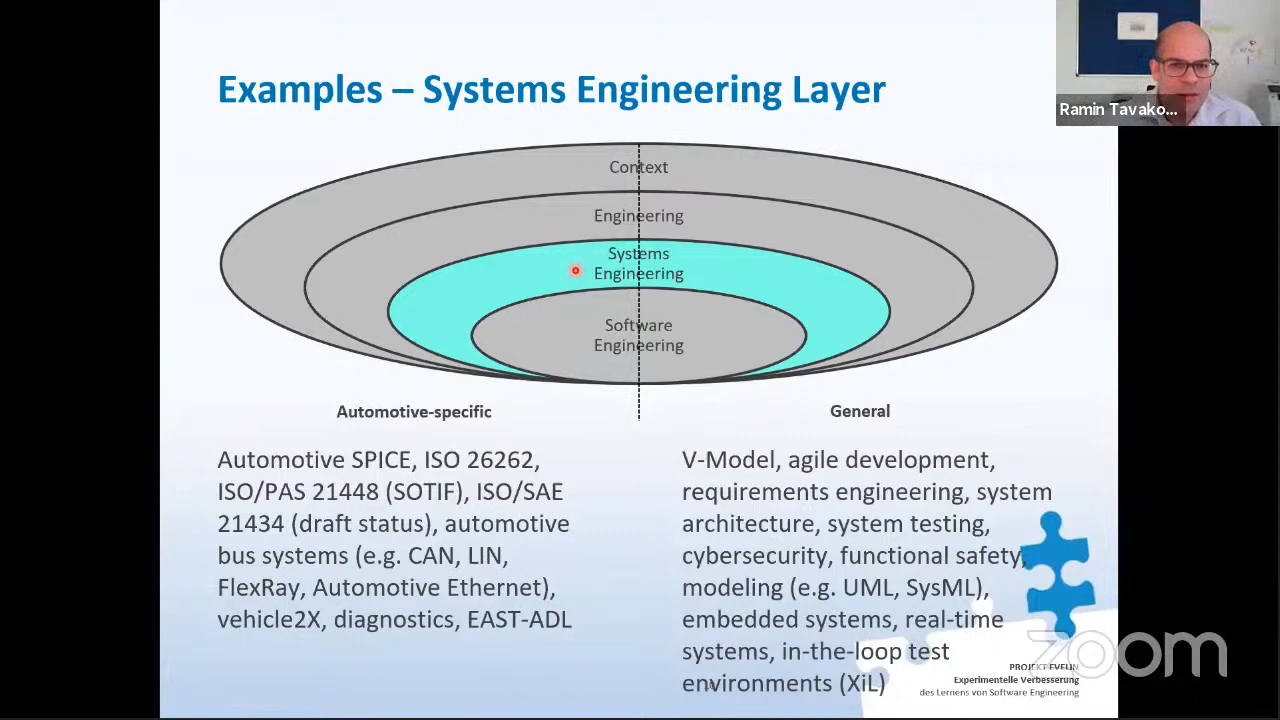 Examples – Systems Engineering Layer
Ramin Tavako...
Context
Engineering
Systems
Engineering
Software
Engineering
Automotive-specific
General
Automotive SPICE, ISO 26262,
ISO/PAS 21448 (SOTIF), ISO/SAE
21434 (draft status), automotive
bus systems (e.g. CAN, LIN,
FlexRay, Automotive Ethernet),
vehicle2X, diagnostics, EAST-ADL
V-Model, agile development,
requirements engineering, system
architecture, system testing,
cybersecurity, functional safety,
modeling (e.g. UML, SysML),
embedded systems, real-time
systems, in-the-loop test
environments (XiL)
PROJEKT EVELIN
Experimentelle Verbesserung
des Lernens von Software Engineering
zoom